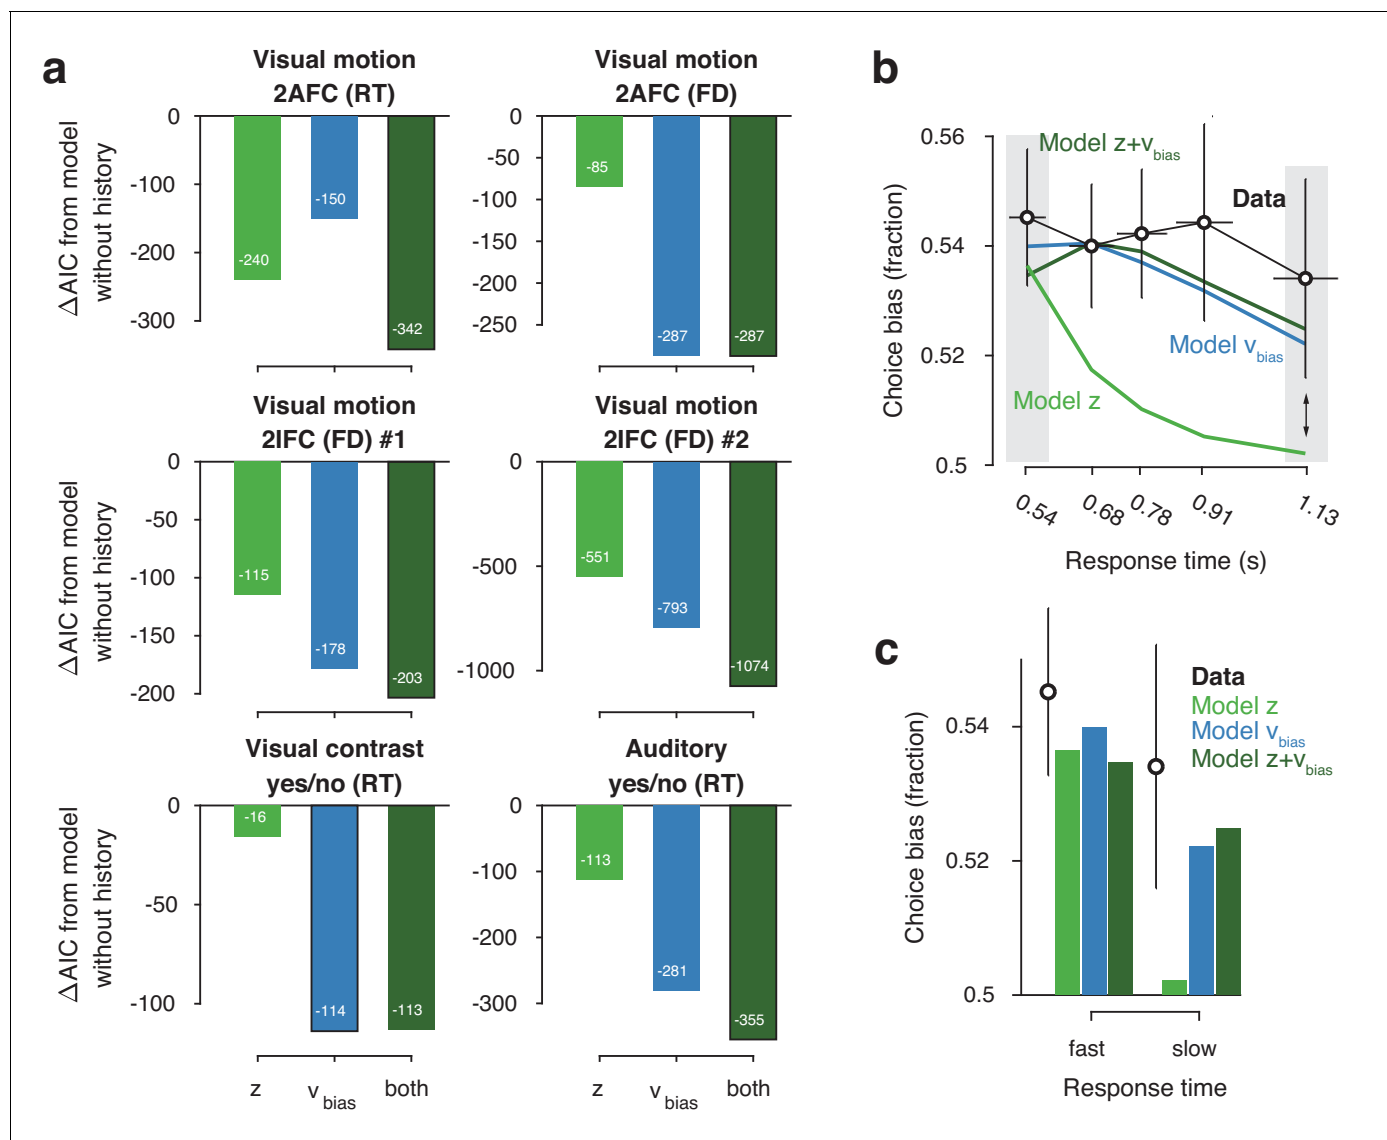 a
Visual motion
2AFC (RT)
ΔAIC from model
without history
0
-100
-200
-300
-240
-150
-342
Visual motion
2AFC (FD)
0
-50
-100
-150
-200
-250
-85
-287
-287
Visual motion
2IFC (FD) #1
ΔAIC from model
without history
0
-50
-100
-150
-200
-115
-178
-203
Visual motion
2IFC (FD) #2
0
-500
-1000
-551
-793
-1074
Visual contrast
yes/no (RT)
ΔAIC from model
without history
0
-50
-100
-16
-114
-113
z
v bias
both
Auditory
yes/no (RT)
0
-100
-200
-300
-113
-281
-355
z
v bias
both
b
Choice bias (fraction)
0.56
0.54
0.52
0.5
Model z+v bias
Data
Model v bias
Model z
0.54
0.68
0.78
0.91
1.13
Response time (s)
c
Choice bias (fraction)
0.54
0.52
0.5
Data
Model z
Model v bias
Model z+v bias
fast
slow
Response time